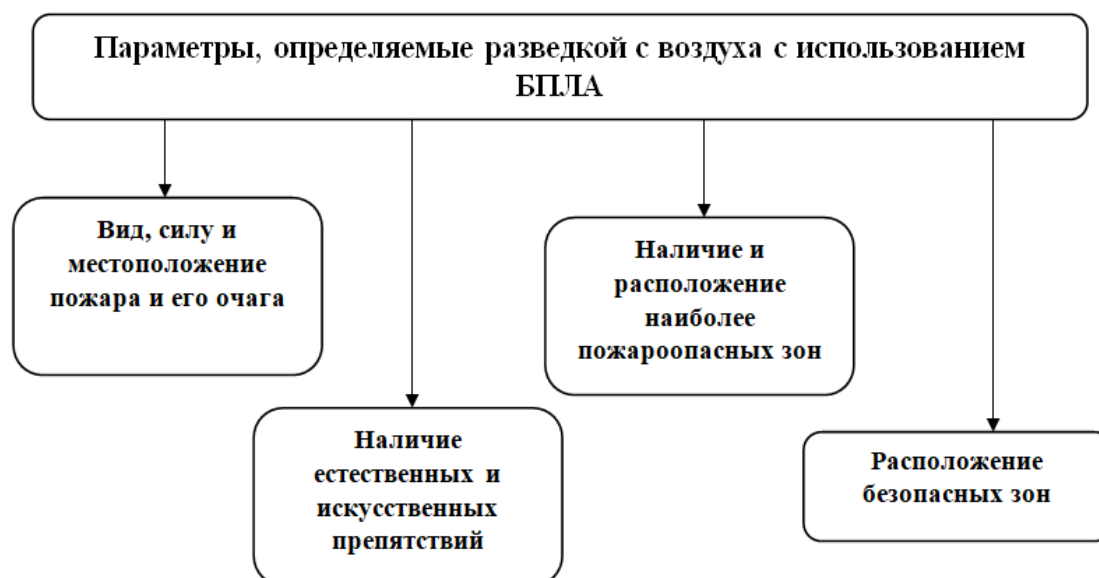 Параметры, определяемые разведкой с воздуха с использованием
БПЛА
Вид, силу и
местоположение
пожара и его очага
Наличие
естественных и
искусственных
препятствий
Наличие и
расположение
наиболее
пожароопасных зон
Расположение
безопасных зон